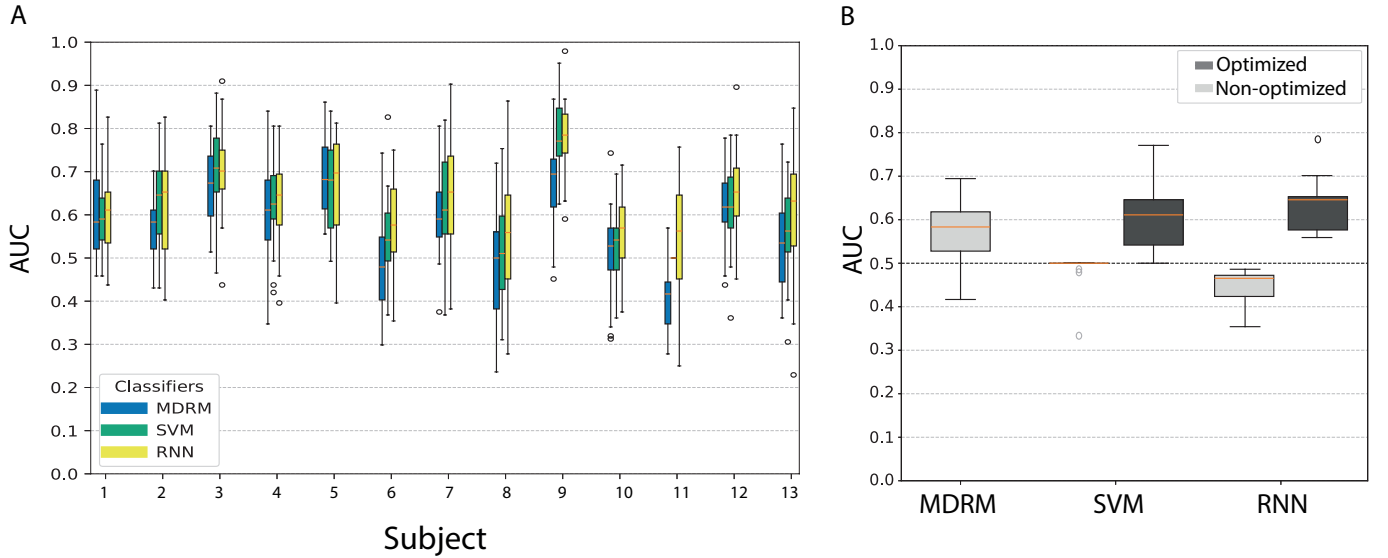 A
1.0
0.9
0.8
0.7
0.6
0.5
0.4
0.3
0.2
0.1
0.0
AUC
Classifiers
MDRM
SVM
RNN
1 2 3 4 5 6 7 8 9 10 11 12 13
Subject
B
1.0
0.9
0.8
0.7
0.6
0.5
0.4
0.3
0.2
0.1
0.0
AUC
Optimized
Non-optimized
MDRM SVM RNN